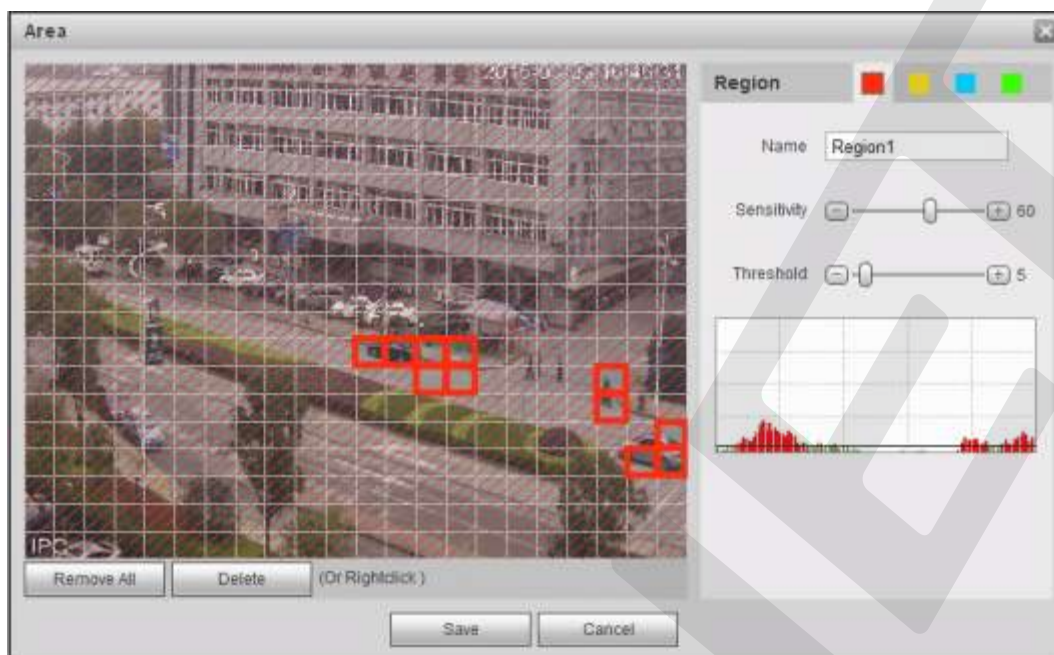 Area
Region
Name Region1
Sensitivity 60
Threshold 5
IPC
Remove All Delete (Or Rightclick )
Save Cancel